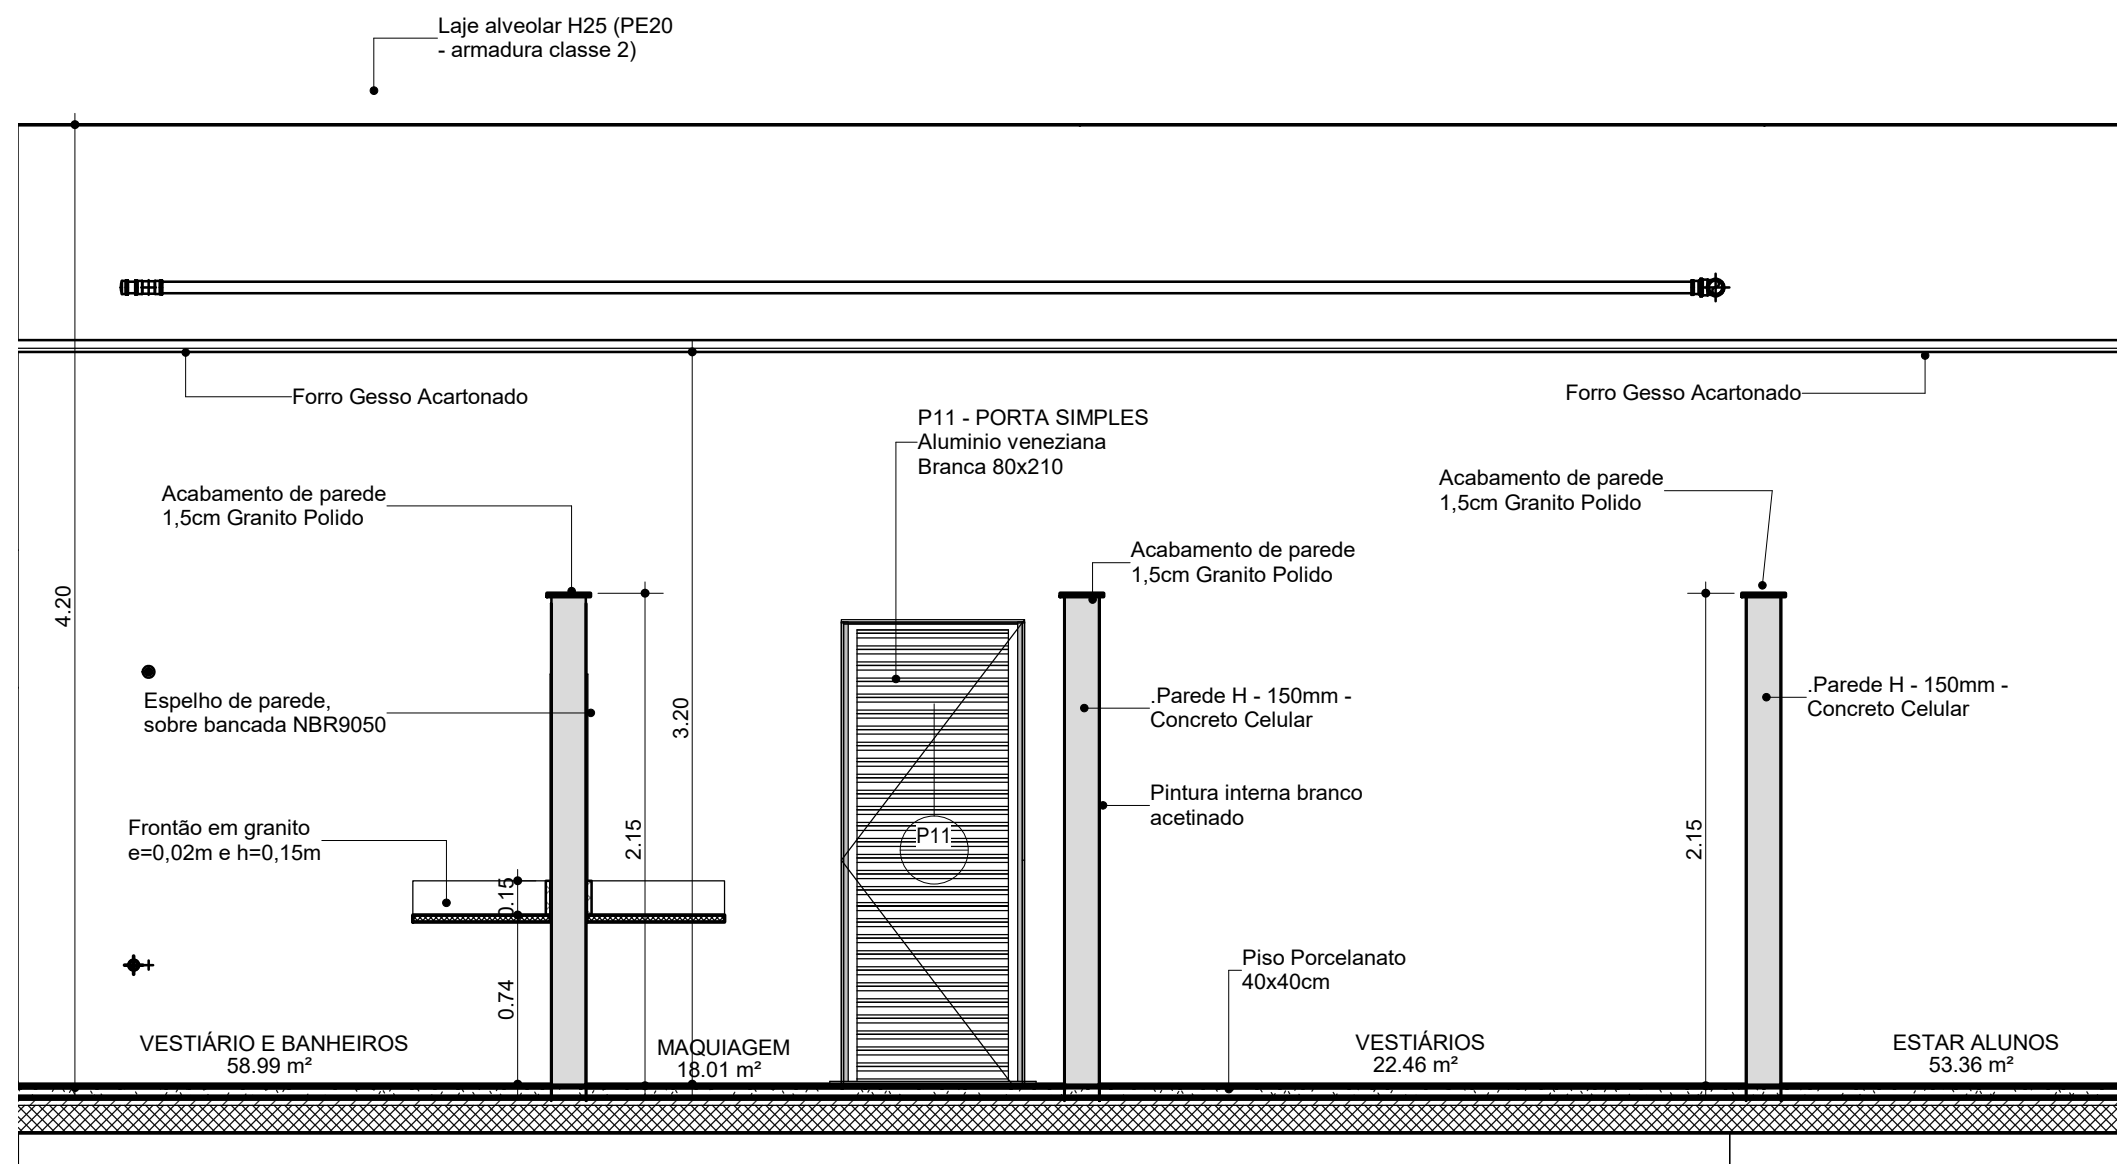 Laje alveolar H25 (PE20
- armadura classe 2)
Forro Gesso Acartonado
Forro Gesso Acartonado
P11 - PORTA SIMPLES
Aluminio veneziana
Branca 80x210
Acabamento de parede
1,5cm Granito Polido
Acabamento de parede
1,5cm Granito Polido
Acabamento de parede
1,5cm Granito Polido
4.20
Espelho de parede,
sobre bancada NBR9050
3.20
.Parede H - 150mm -
Concreto Celular
.Parede H - 150mm -
Concreto Celular
Pintura interna branco
acetinado
Frontão em granito
e=0,02m e h=0,15m
2.15
P11
2.15
0.15
0.74
Piso Porcelanato
40x40cm
VESTIÁRIO E BANHEIROS
58.99 m²
MAQUIAGEM
18.01 m²
VESTIÁRIOS
22.46 m²
ESTAR ALUNOS
53.36 m²